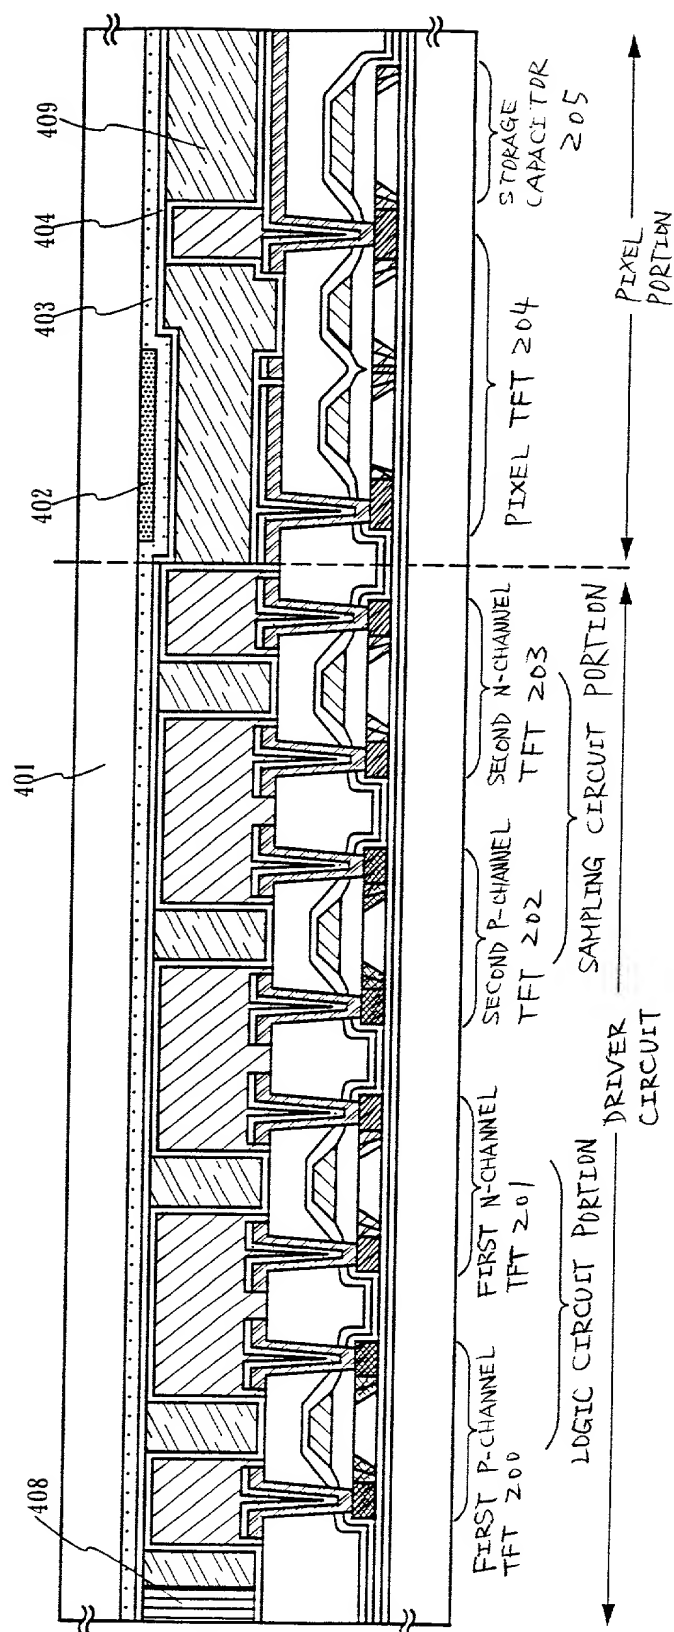 401
402
403
404
409
408
FIRST P-CHANNEL
TFT 200
FIRST N-CHANNEL
TFT 201
SECOND P-CHANNEL
TFT 202
SECOND N-CHANNEL
TFT 203
PIXEL TFT 204
STORAGE
CAPACITOR
205
LOGIC CIRCUIT PORTION
SAMPLING CIRCUIT PORTION
DRIVER
CIRCUIT
PIXEL
PORTION